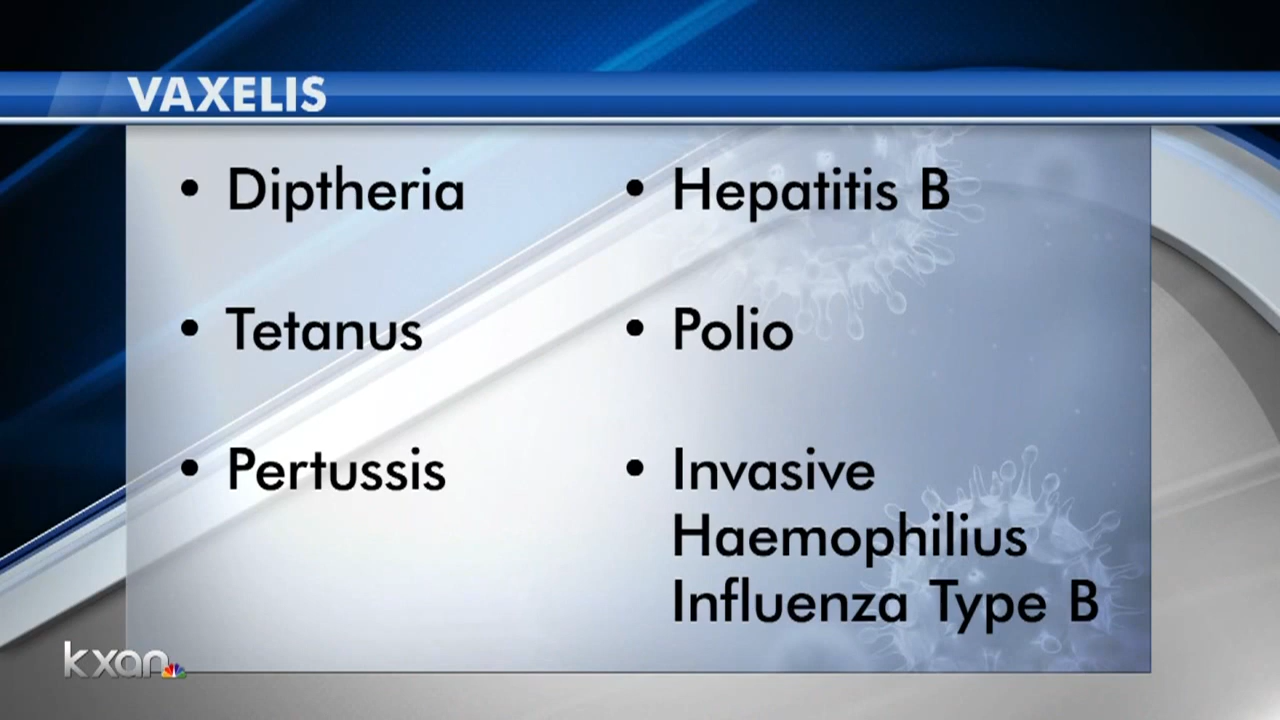 VAXELIS
• Diptheria
• Tetanus
• Pertussis
• Hepatitis B
• Polio
• Invasive
Haemophilius
Influenza Type B
kxan